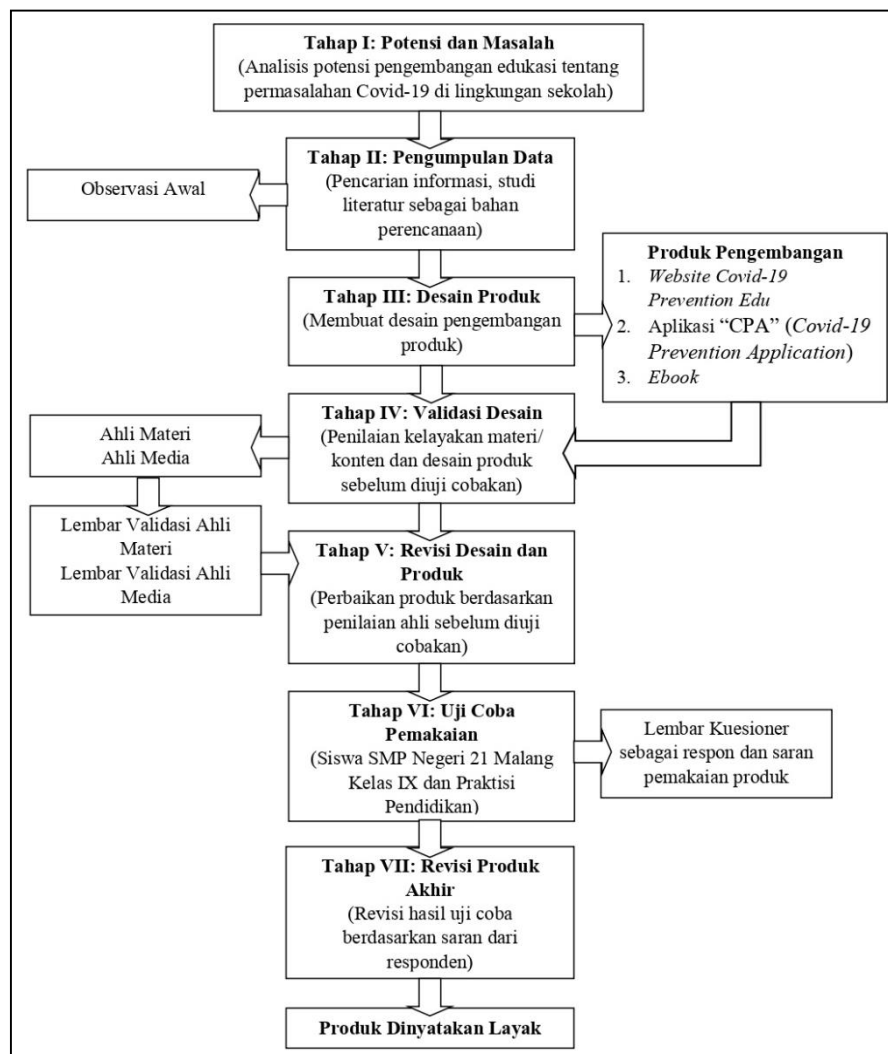 Tahap I: Potensi dan Masalah
(Analisis potensi pengembangan edukasi tentang
permasalahan Covid-19 di lingkungan sekolah)
Tahap II: Pengumpulan Data
(Pencarian informasi, studi
literatur sebagai bahan
perencanaan)
Observasi Awal
Tahap III: Desain Produk
(Membuat desain pengembangan
produk)
Produk Pengembangan
1. Website Covid-19
Prevention Edu
2. Aplikasi “CPA” (Covid-19
Prevention Application)
3. Ebook
Tahap IV: Validasi Desain
(Penilaian kelayakan materi/
konten dan desain produk
sebelum diuji cobakan)
Ahli Materi
Ahli Media
Lembar Validasi Ahli
Materi
Lembar Validasi Ahli
Media
Tahap V: Revisi Desain dan
Produk
(Perbaikan produk berdasarkan
penilaian ahli sebelum diuji
cobakan)
Tahap VI: Uji Coba
Pemakaian
(Siswa SMP Negeri 21 Malang
Kelas IX dan Praktisi
Pendidikan)
Lembar Kuesioner
sebagai respon dan saran
pemakaian produk
Tahap VII: Revisi Produk
Akhir
(Revisi hasil uji coba
berdasarkan saran dari
responden)
Produk Dinyatakan Layak